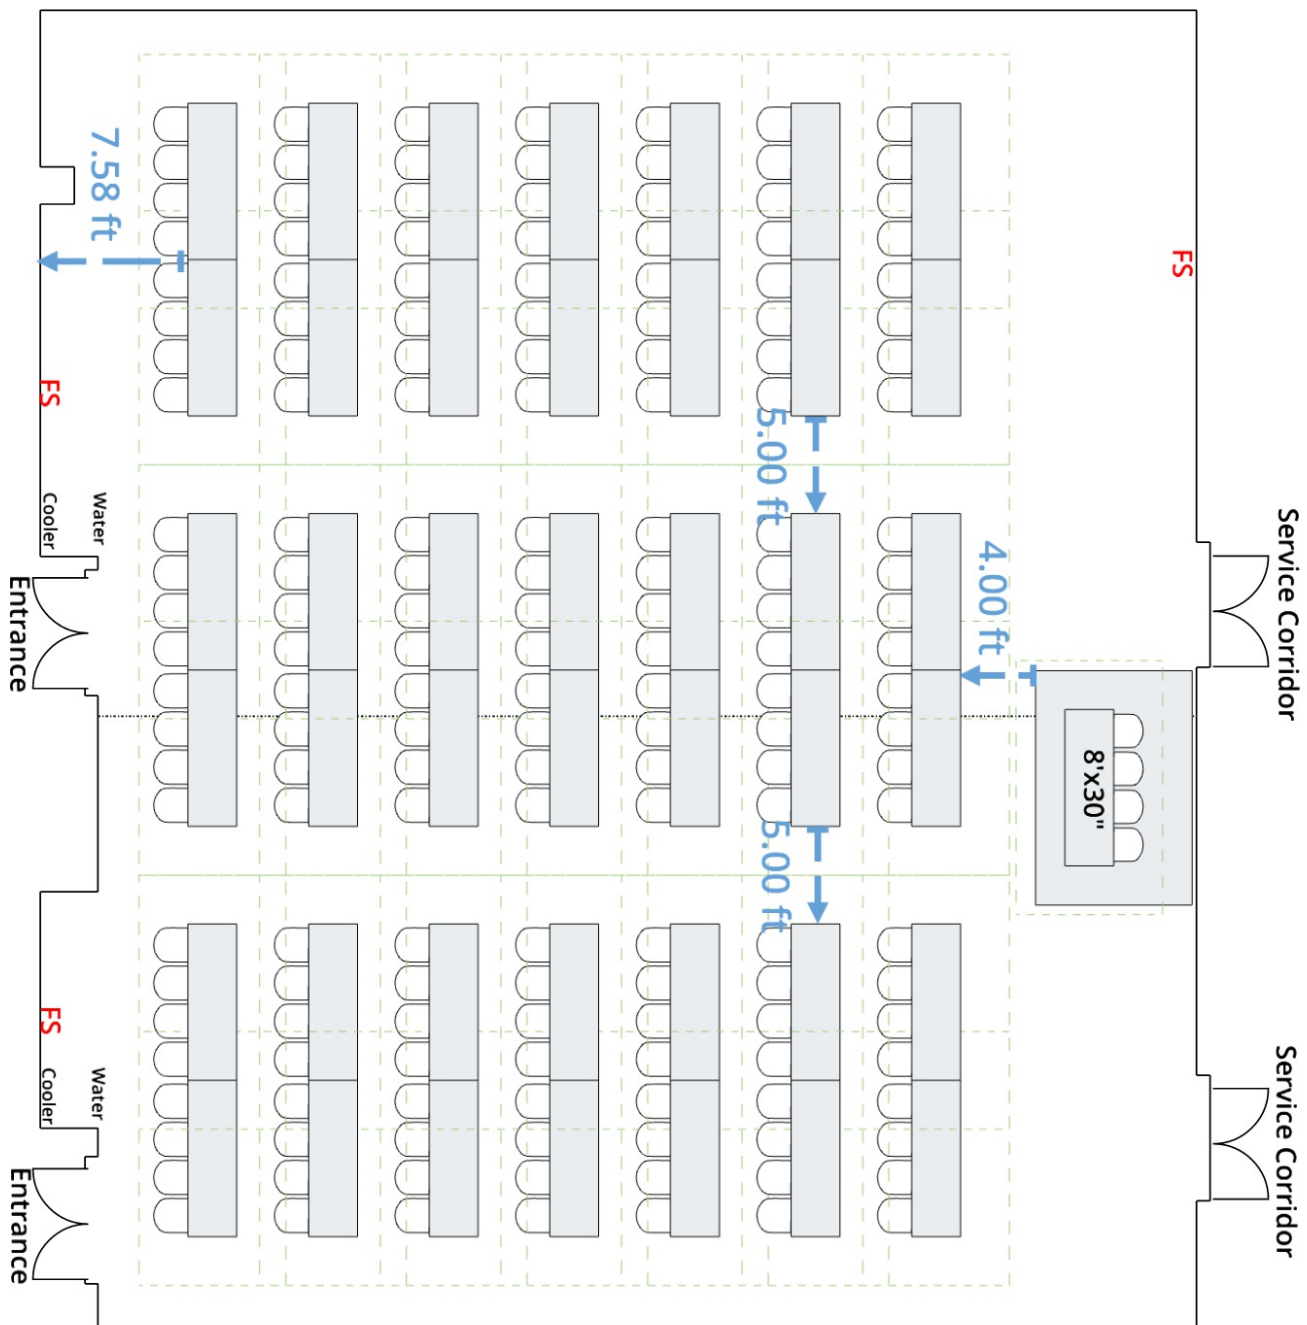 7.58 ft
FS
FS
5.00 ft
Water
Cooler
Entrance
4.00 ft
Service Corridor
8'x30"
5.00 ft
FS
Water
Cooler
Entrance
Service Corridor